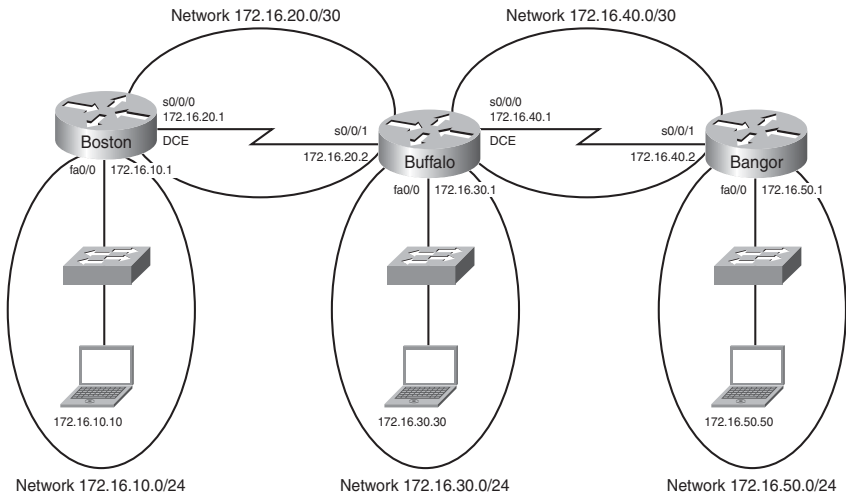 Network 172.16.20.0/30
Network 172.16.40.0/30
s0/0/0
172.16.20.1
DCE
s0/0/1
172.16.20.2
s0/0/0
172.16.40.1
DCE
s0/0/1
172.16.40.2
Boston
Buffalo
Bangor
fa0/0 172.16.10.1
fa0/0 172.16.30.1
fa0/0 172.16.50.1
172.16.10.10
172.16.30.30
172.16.50.50
Network 172.16.10.0/24
Network 172.16.30.0/24
Network 172.16.50.0/24